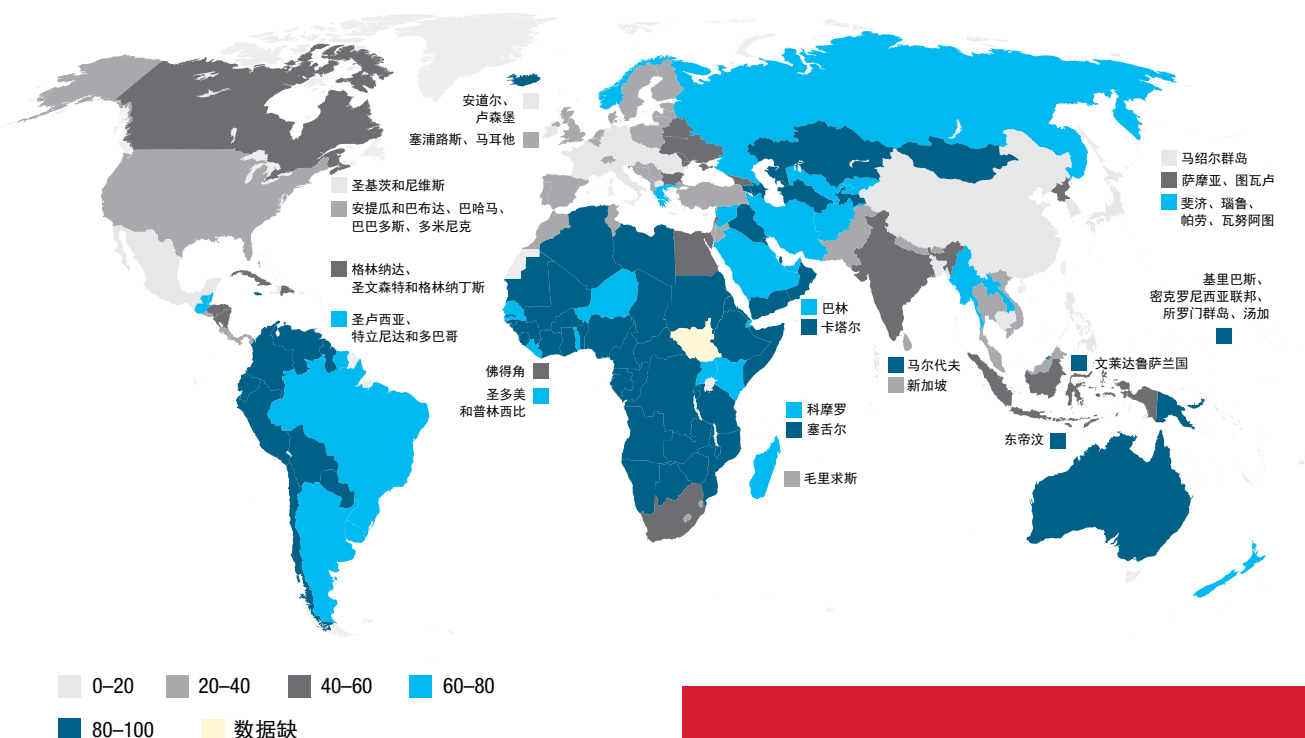 安道尔、
卢森堡
塞浦路斯、马耳他
圣基茨和尼维斯
安提瓜和巴布达、巴哈马、
巴巴多斯、多米尼克
格林纳达、
圣文森特和格林纳丁斯
圣卢西亚、
特立尼达和多巴哥
佛得角
圣多美
和普林西比
巴林
卡塔尔
马尔代夫
新加坡
科摩罗
塞舌尔
毛里求斯
马绍尔群岛
萨摩亚、图瓦卢
斐济、瑙鲁、
帕劳、瓦努阿图
基里巴斯、
密克罗尼西亚联邦、
所罗门群岛、汤加
文莱达鲁萨兰国
东帝汶
0–20
20–40
40–60
60–80
80–100
数据缺